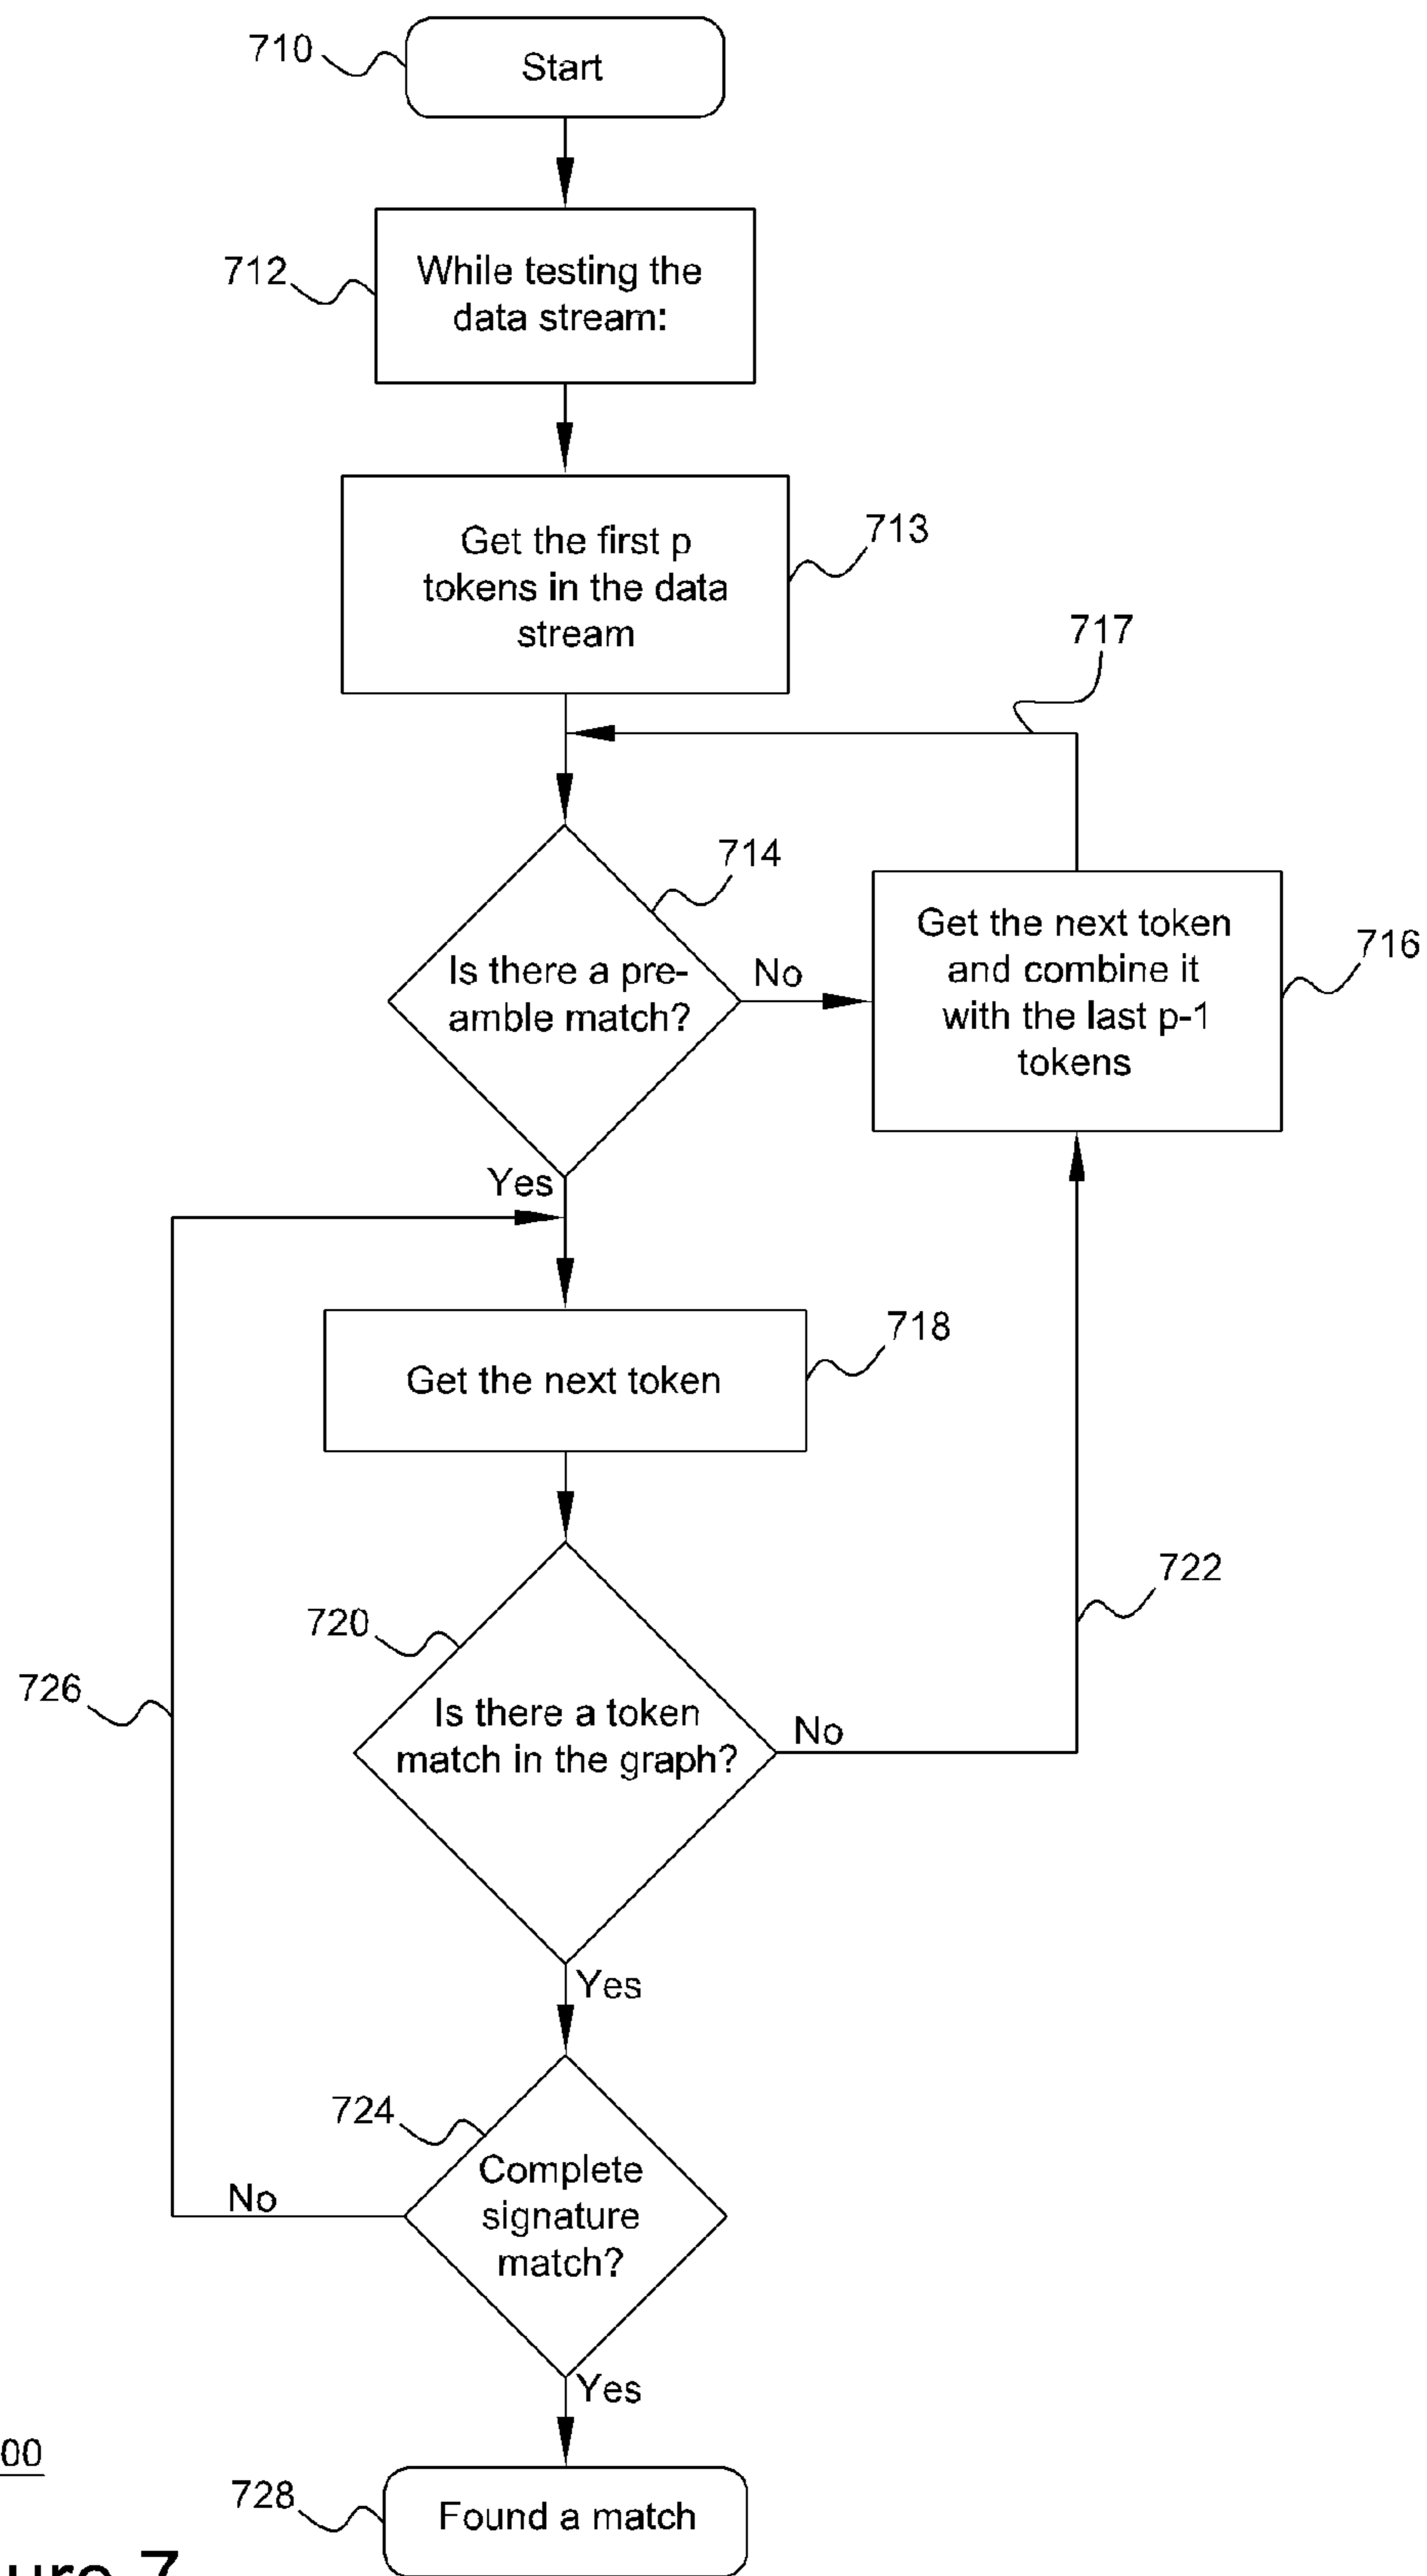 710
Start
712
While testing the
data stream:
Get the first p
tokens in the data
stream
713
717
714
Is there a pre-
amble match?
No
Get the next token
and combine it
with the last p-1
tokens
716
Yes
Get the next token
718
720
Is there a token
match in the graph?
No
722
726
Yes
724
Complete
signature
match?
No
Yes
00
728
Found a match
ure 7